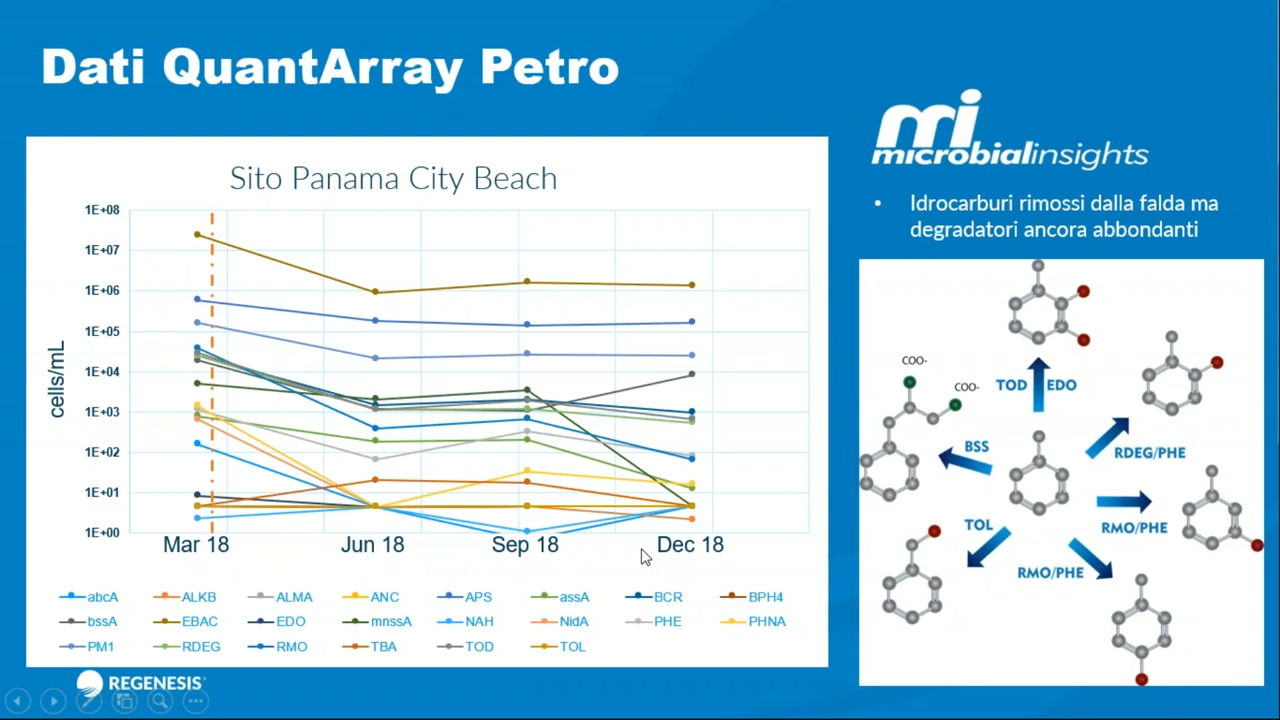 Dati QuantArray Petro
Sito Panama City Beach
1E+08
1E+07
1E+06
1E+05
1E+04
1E+03
1E+02
1E+01
1E+00
cells/mL
Mar 18 Jun 18 Sep 18 Dec 18
abcA ALKB ALMA ANC APS assA BCR BPH4
bssA EBAC EDO mnssA NAH NidA PHE PHNA
PM1 RDEG RMO TBA TOD TOL
REGENESIS
mi
microbialinsights
• Idrocarburi rimossi dalla falda ma
degradatori ancora abbondanti
COO-
COO-
TOD EDO
BSS
RDEG/PHE
TOL
RMO/PHE
RMO/PHE